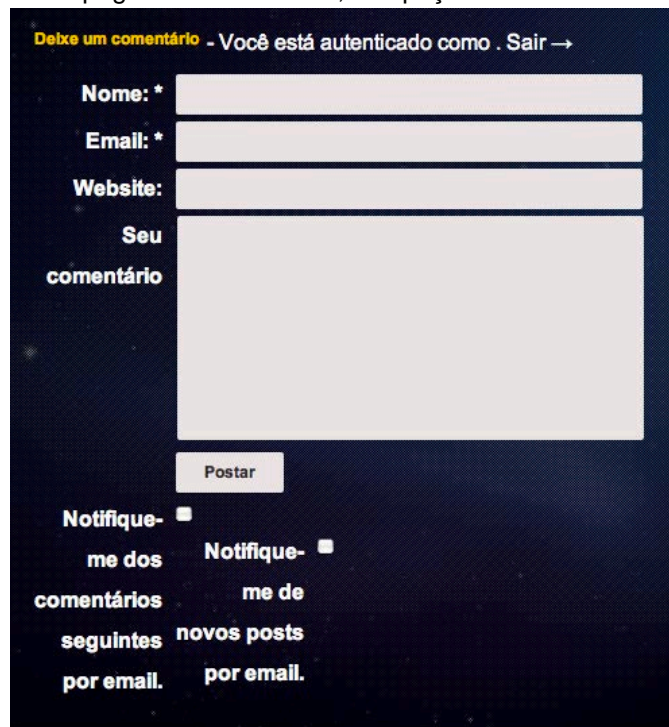 Deixe um comentário - Você está autenticado como . Sair →
Nome: *
Email: *
Website:
Seu
comentário
Postar
Notifique-
me dos
comentários
seguintes
por email.
Notifique-
me de
novos posts
por email.